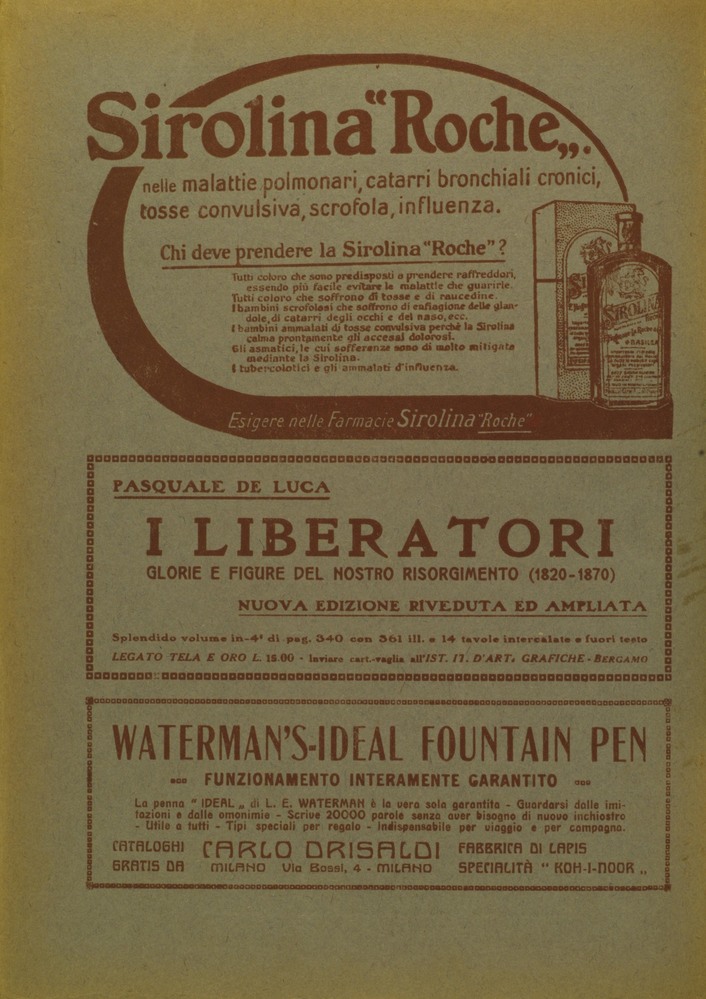 Sirolina "Roche„.
nelle malattie polmonari, catarri bronchiali cronici,
tosse convulsiva, scrofola, influenza.
Chi deve prendere la Sirolina "Roche"?
Tutti coloro che sono predisposti a prendere raffreddori,
essendo più facile evitare le malattie che guarirle.
Tutti coloro che soffrono di tosse e di raucedine.
I bambini scrofolosi che soffrono di enfiagione delle glan-
dole, di catarri degli occhi e del naso, ecc.
I bambini ammalati di tosse convulsiva perchè la Sirolina
calma prontamente gli accessi dolorosi.
Gli asmatici, le cui sofferenze sono di molto mitigate
mediante la Sirolina.
I tubercolotici e gli ammalati d'influenza.
SIROLINA
Esigere nelle Farmacie Sirolina "Roche"
PASQUALE DE LUCA
I LIBERATORI
GLORIE E FIGURE DEL NOSTRO RISORGIMENTO (1820-1870)
NUOVA EDIZIONE RIVEDUTA ED AMPLIATA
Splendido volume in-4° di pag. 340 con 361 ill. e 14 tavole intercalate e fuori testo
LEGATO TELA E ORO L. 15.00 - Inviare cart.-vaglia all'IST. IT. D'ARTI GRAFICHE - BERGAMO
WATERMAN'S-IDEAL FOUNTAIN PEN
FUNZIONAMENTO INTERAMENTE GARANTITO
La penna " IDEAL „ di L. E. WATERMAN è la vera sola garantita - Guardarsi dalle imi-
tazioni e dalle omonimie - Scrive 20000 parole senza aver bisogno di nuovo inchiostro
- Utile a tutti - Tipi speciali per regalo - Indispensabile per viaggio e per campagna.
CATALOGHI
GRATIS DA
CARLO DRISALDI
MILANO Via Bossi, 4 - MILANO
FABBRICA DI LAPIS
SPECIALITÀ " KOH-I-NOOR „